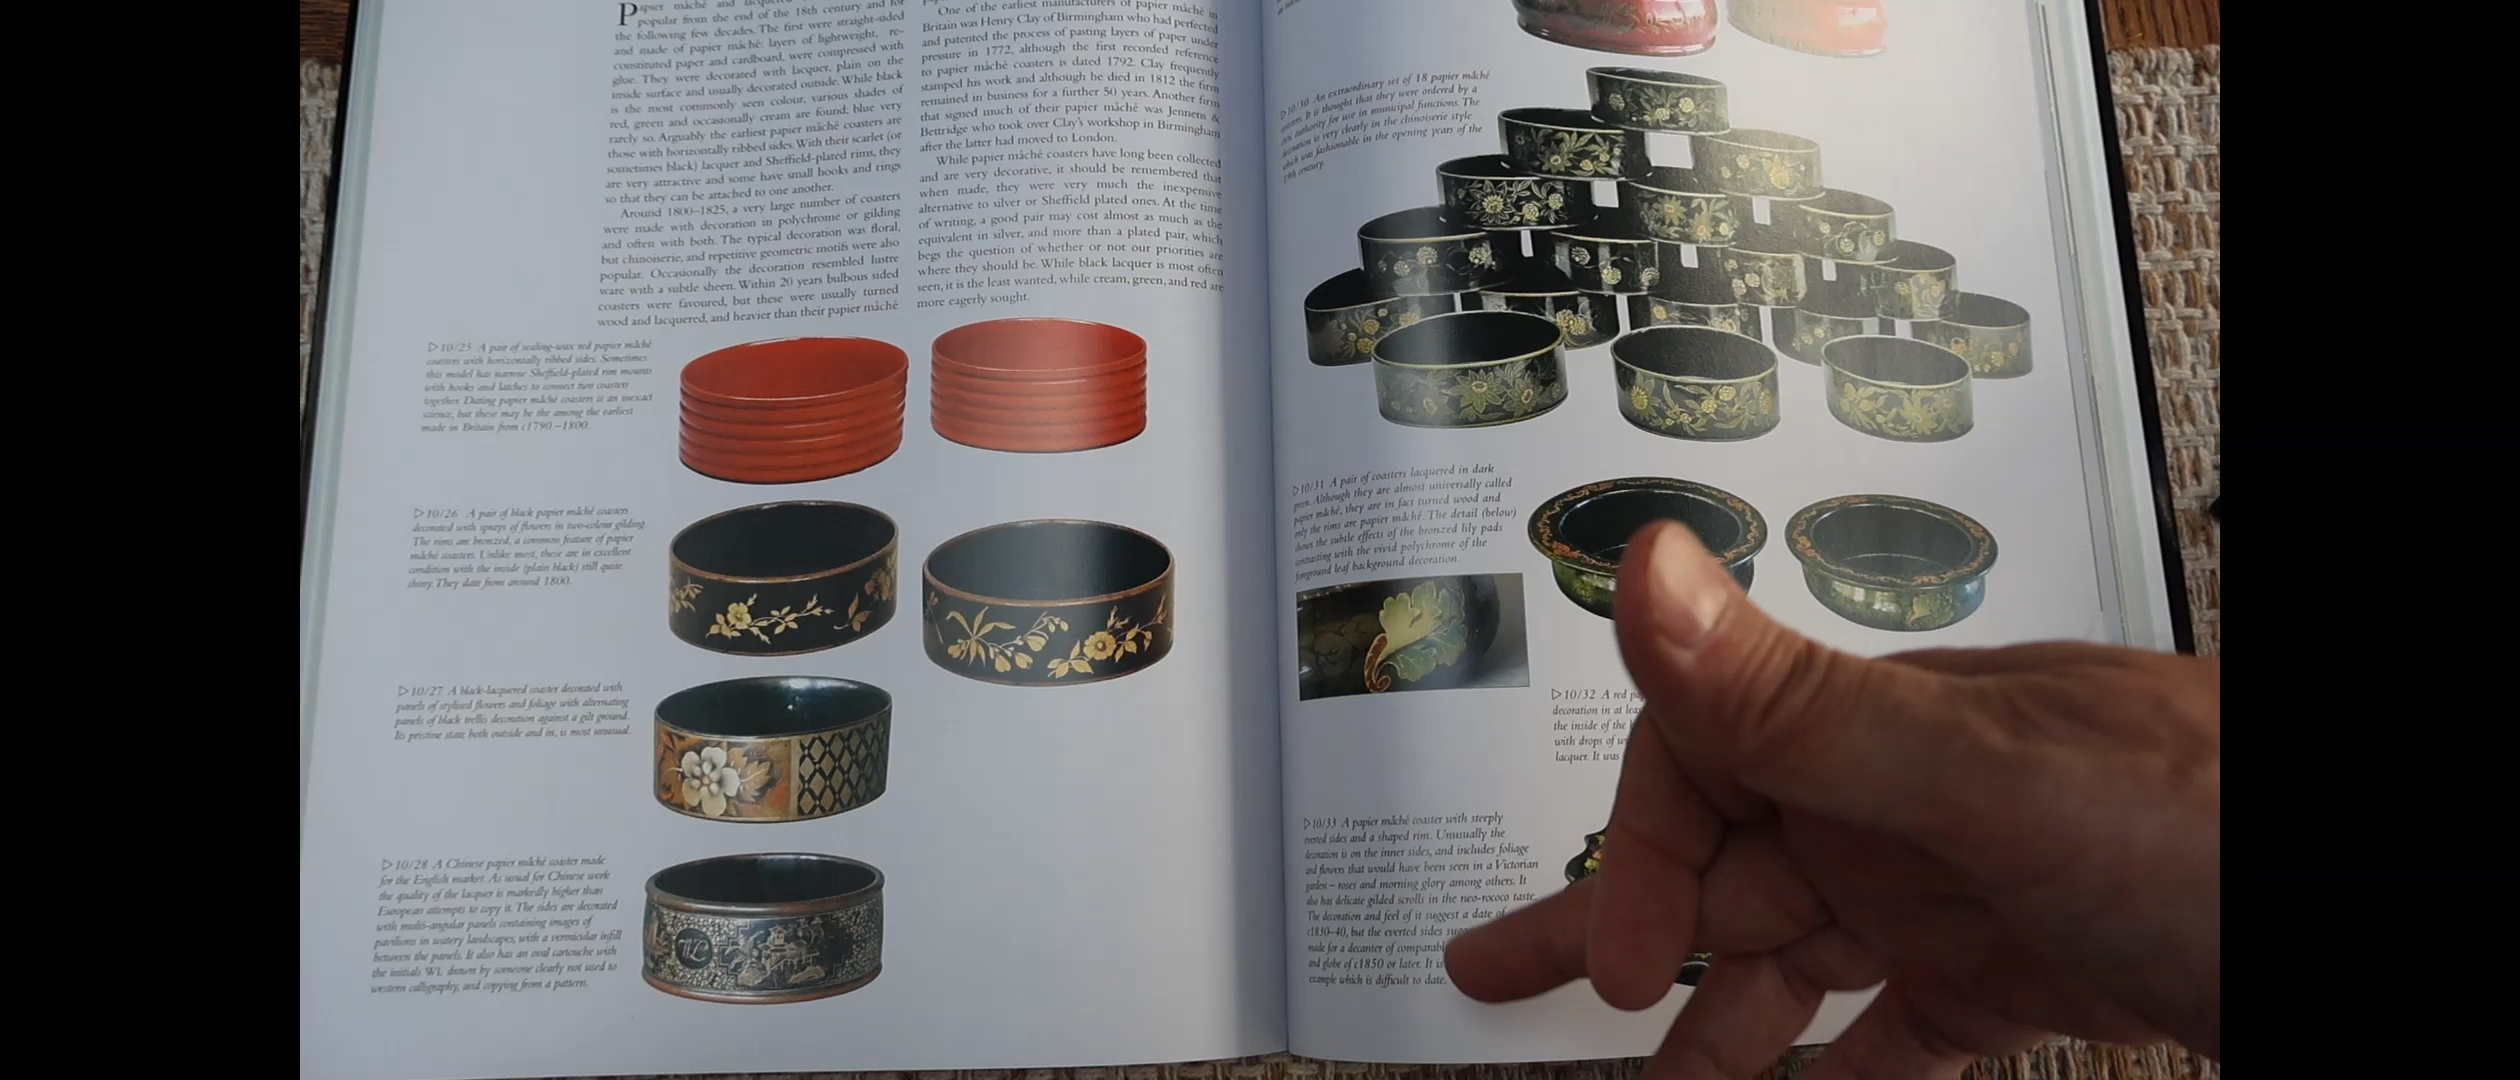 Papier mâché and lacquered
popular from the end of the 18th century and for
the following few decades. The first were straight-sided
and made of papier mâché: layers of lightweight, re-
constituted paper and cardboard, were compressed with
glue. They were decorated with lacquer, plain on the
inside surface and usually decorated outside. While black
is the most commonly seen colour, various shades of
red, green and occasionally cream are found; blue very
rarely so. Arguably the earliest papier mâché coasters are
those with horizontally ribbed sides. With their scarlet (or
sometimes black) lacquer and Sheffield-plated rims, they
are very attractive and some have small hooks and rings
so that they can be attached to one another.
Around 1800–1825, a very large number of coasters
were made with decoration in polychrome or gilding
and often with both. The typical decoration was floral,
but chinoiserie, and repetitive geometric motifs were also
popular. Occasionally the decoration resembled lustre
ware with a subtle sheen. Within 20 years bulbous sided
coasters were favoured, but these were usually turned
wood and lacquered, and heavier than their papier mâché
One of the earliest manufacturers of papier mâché in
Britain was Henry Clay of Birmingham who had perfected
and patented the process of pasting layers of paper under
pressure in 1772, although the first recorded reference
to papier mâché coasters is dated 1792. Clay frequently
stamped his work and although he died in 1812 the firm
remained in business for a further 50 years. Another firm
that signed much of their papier mâché was Jennens &
Bettridge who took over Clay's workshop in Birmingham
after the latter had moved to London.
While papier mâché coasters have long been collected
and are very decorative, it should be remembered that
when made, they were very much the inexpensive
alternative to silver or Sheffield plated ones. At the time
of writing, a good pair may cost almost as much as the
equivalent in silver, and more than a plated pair, which
begs the question of whether or not our priorities are
where they should be. While black lacquer is most often
seen, it is the least wanted, while cream, green, and red are
more eagerly sought.
▷10/25 A pair of sealing-wax red papier mâché
coasters with horizontally ribbed sides. Sometimes
this model has narrow Sheffield-plated rim mounts
with hooks and latches to connect two coasters
together. Dating papier mâché coasters is an inexact
science, but these may be the among the earliest
made in Britain from c1790–1800.
▷10/26 A pair of black papier mâché coasters
decorated with sprays of flowers in two-colour gilding.
The rims are bronzed, a common feature of papier
mâché coasters. Unlike most, these are in excellent
condition with the inside (plain black) still quite
shiny. They date from around 1800.
▷10/27 A black-lacquered coaster decorated with
panels of stylised flowers and foliage with alternating
panels of black trellis decoration against a gilt ground.
Its pristine state both outside and in, is most unusual.
▷10/28 A Chinese papier mâché coaster made
for the English market. As usual for Chinese work
the quality of the lacquer is markedly higher than
European attempts to copy it. The sides are decorated
with multi-angular panels containing images of
pavilions in watery landscapes, with a vermicular infill
between the panels. It also has an oval cartouche with
the initials WL drawn by someone clearly not used to
western calligraphy, and copying from a pattern.
WL
▷10/30 An extraordinary set of 18 papier mâché
coasters. It is thought that they were ordered by a
civic authority for use in municipal functions. The
decoration is very clearly in the chinoiserie style
which was fashionable in the opening years of the
19th century.
▷10/31 A pair of coasters lacquered in dark
green. Although they are almost universally called
papier mâché, they are in fact turned wood and
only the rims are papier mâché. The detail (below)
shows the subtle effects of the bronzed lily pads
contrasting with the vivid polychrome of the
foreground leaf background decoration.
▷10/32 A red
decoration in at
the inside of the
with drops of
lacquer. It was
▷10/33 A papier mâché coaster with steeply
everted sides and a shaped rim. Unusually the
decoration is on the inner sides, and includes foliage
and flowers that would have been seen in a Victorian
garden – roses and morning glory among others. It
also has delicate gilded scrolls in the neo-rococo taste.
The decoration and feel of it suggest a date of
c1830–40, but the everted sides
made for a decanter of
and globe of c1850 or later. It is
example which is difficult to date.